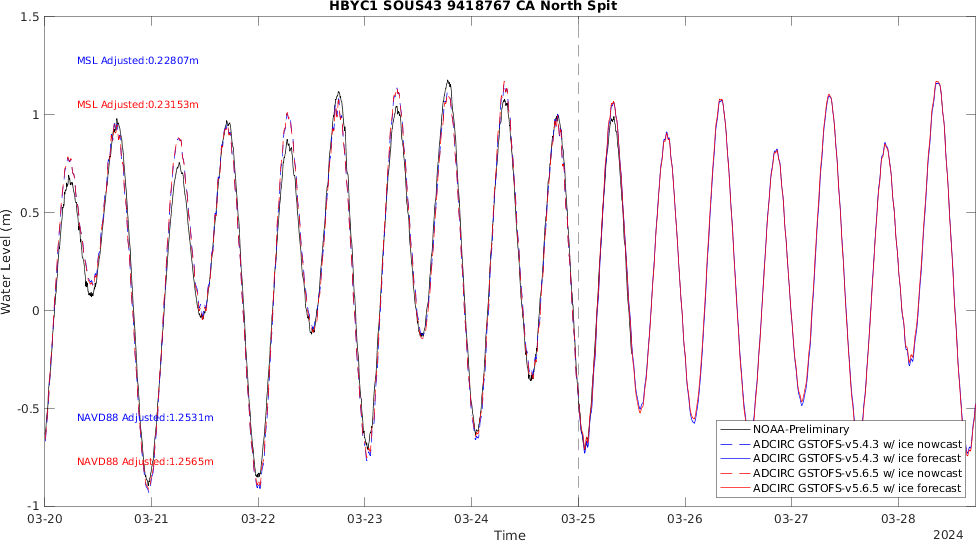 HBYC1 SOUS43 9418767 CA North Spit
1.5
MSL Adjusted:0.22807m
MSL Adjusted:0.23153m
1
0.5
Water Level (m)
0
-0.5
NAVD88 Adjusted:1.2531m
NAVD88 Adjusted:1.2565m
-1
NOAA-Preliminary
ADCIRC GSTOFS-v5.4.3 w/ ice nowcast
ADCIRC GSTOFS-v5.4.3 w/ ice forecast
ADCIRC GSTOFS-v5.6.5 w/ ice nowcast
ADCIRC GSTOFS-v5.6.5 w/ ice forecast
03-20 03-21 03-22 03-23 03-24 03-25 03-26 03-27 03-28
Time
2024